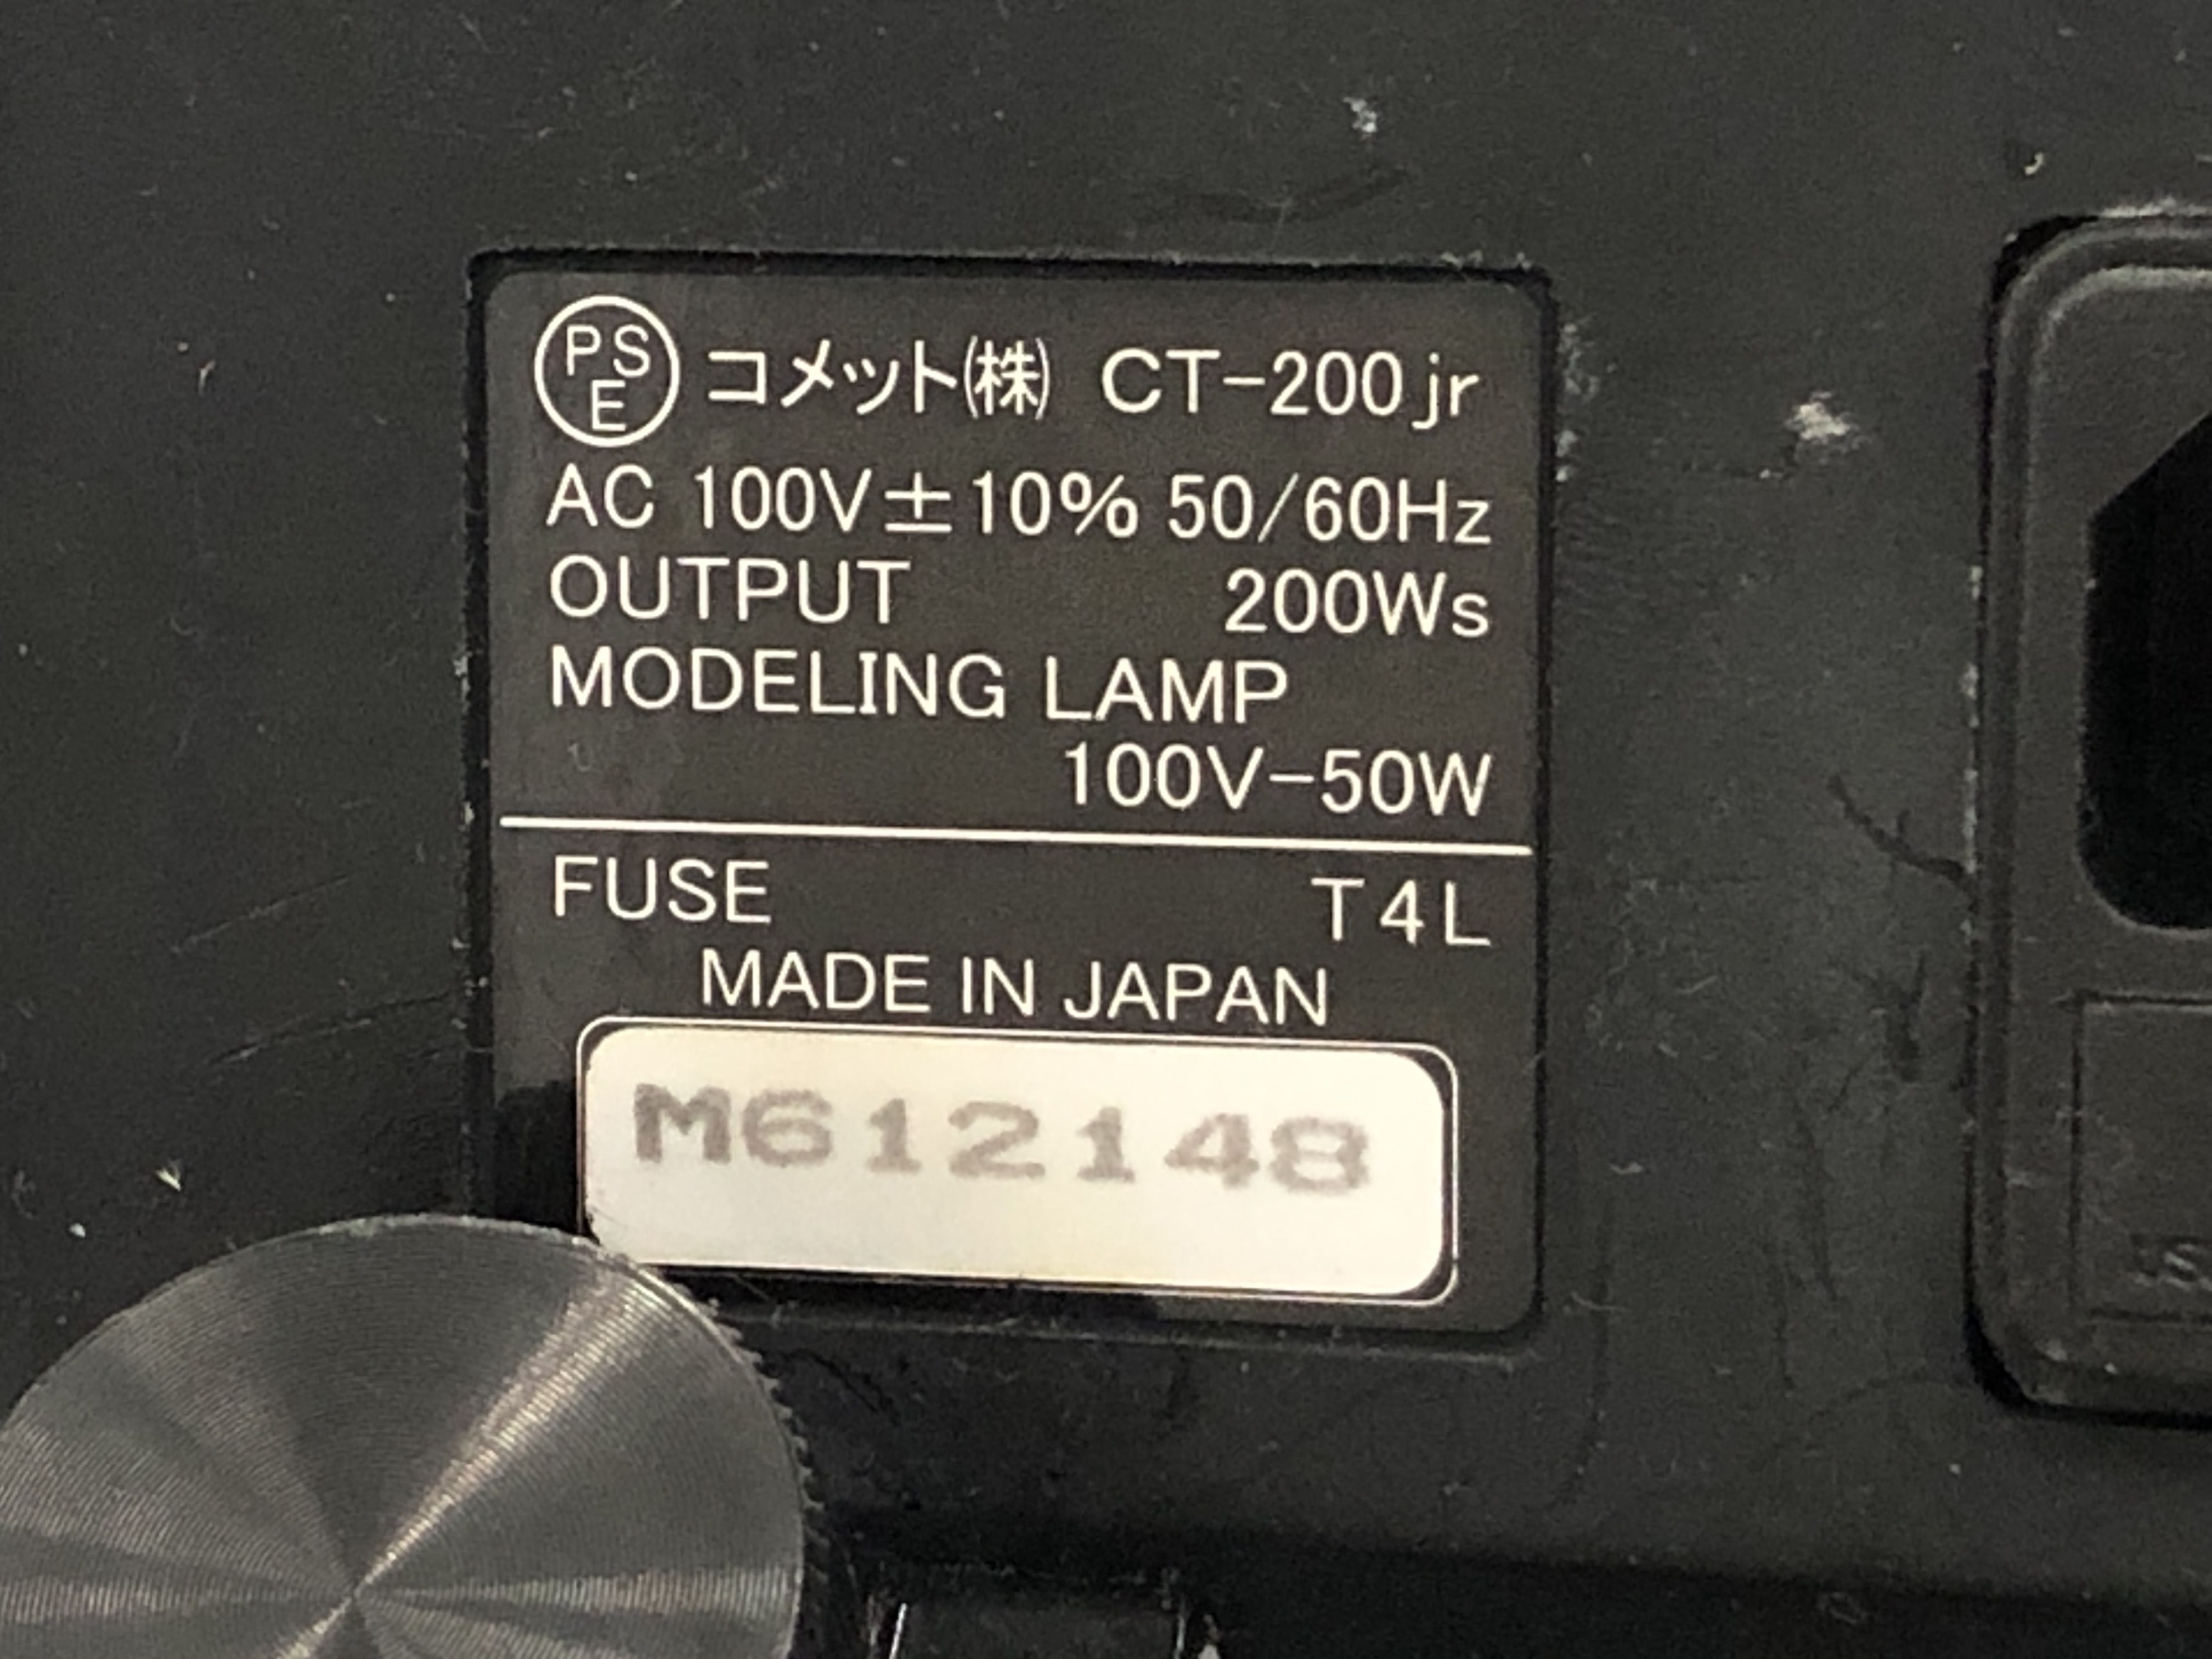 PSE コメット㈱ CT-200jr
AC 100V±10% 50/60Hz
OUTPUT 200Ws
MODELING LAMP
100V-50W
FUSE T4L
MADE IN JAPAN
M612148